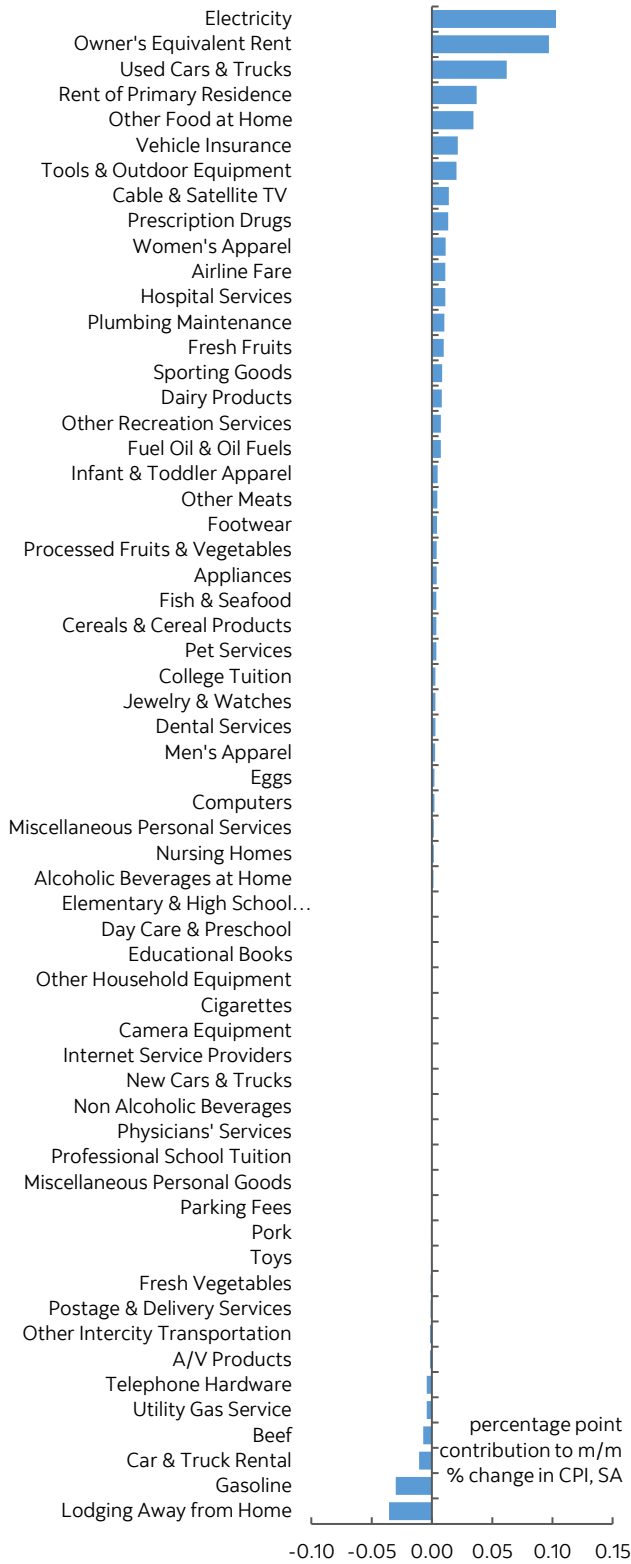 Electricity
Owner's Equivalent Rent
Used Cars & Trucks
Rent of Primary Residence
Other Food at Home
Vehicle Insurance
Tools & Outdoor Equipment
Cable & Satellite TV
Prescription Drugs
Women's Apparel
Airline Fare
Hospital Services
Plumbing Maintenance
Fresh Fruits
Sporting Goods
Dairy Products
Other Recreation Services
Fuel Oil & Oil Fuels
Infant & Toddler Apparel
Other Meats
Footwear
Processed Fruits & Vegetables
Appliances
Fish & Seafood
Cereals & Cereal Products
Pet Services
College Tuition
Jewelry & Watches
Dental Services
Men's Apparel
Eggs
Computers
Miscellaneous Personal Services
Nursing Homes
Alcoholic Beverages at Home
Elementary & High School…
Day Care & Preschool
Educational Books
Other Household Equipment
Cigarettes
Camera Equipment
Internet Service Providers
New Cars & Trucks
Non Alcoholic Beverages
Physicians' Services
Professional School Tuition
Miscellaneous Personal Goods
Parking Fees
Pork
Toys
Fresh Vegetables
Postage & Delivery Services
Other Intercity Transportation
A/V Products
Telephone Hardware
Utility Gas Service
Beef
Car & Truck Rental
Gasoline
Lodging Away from Home
percentage point
contribution to m/m
% change in CPI, SA
-0.10 -0.05 0.00 0.05 0.10 0.15